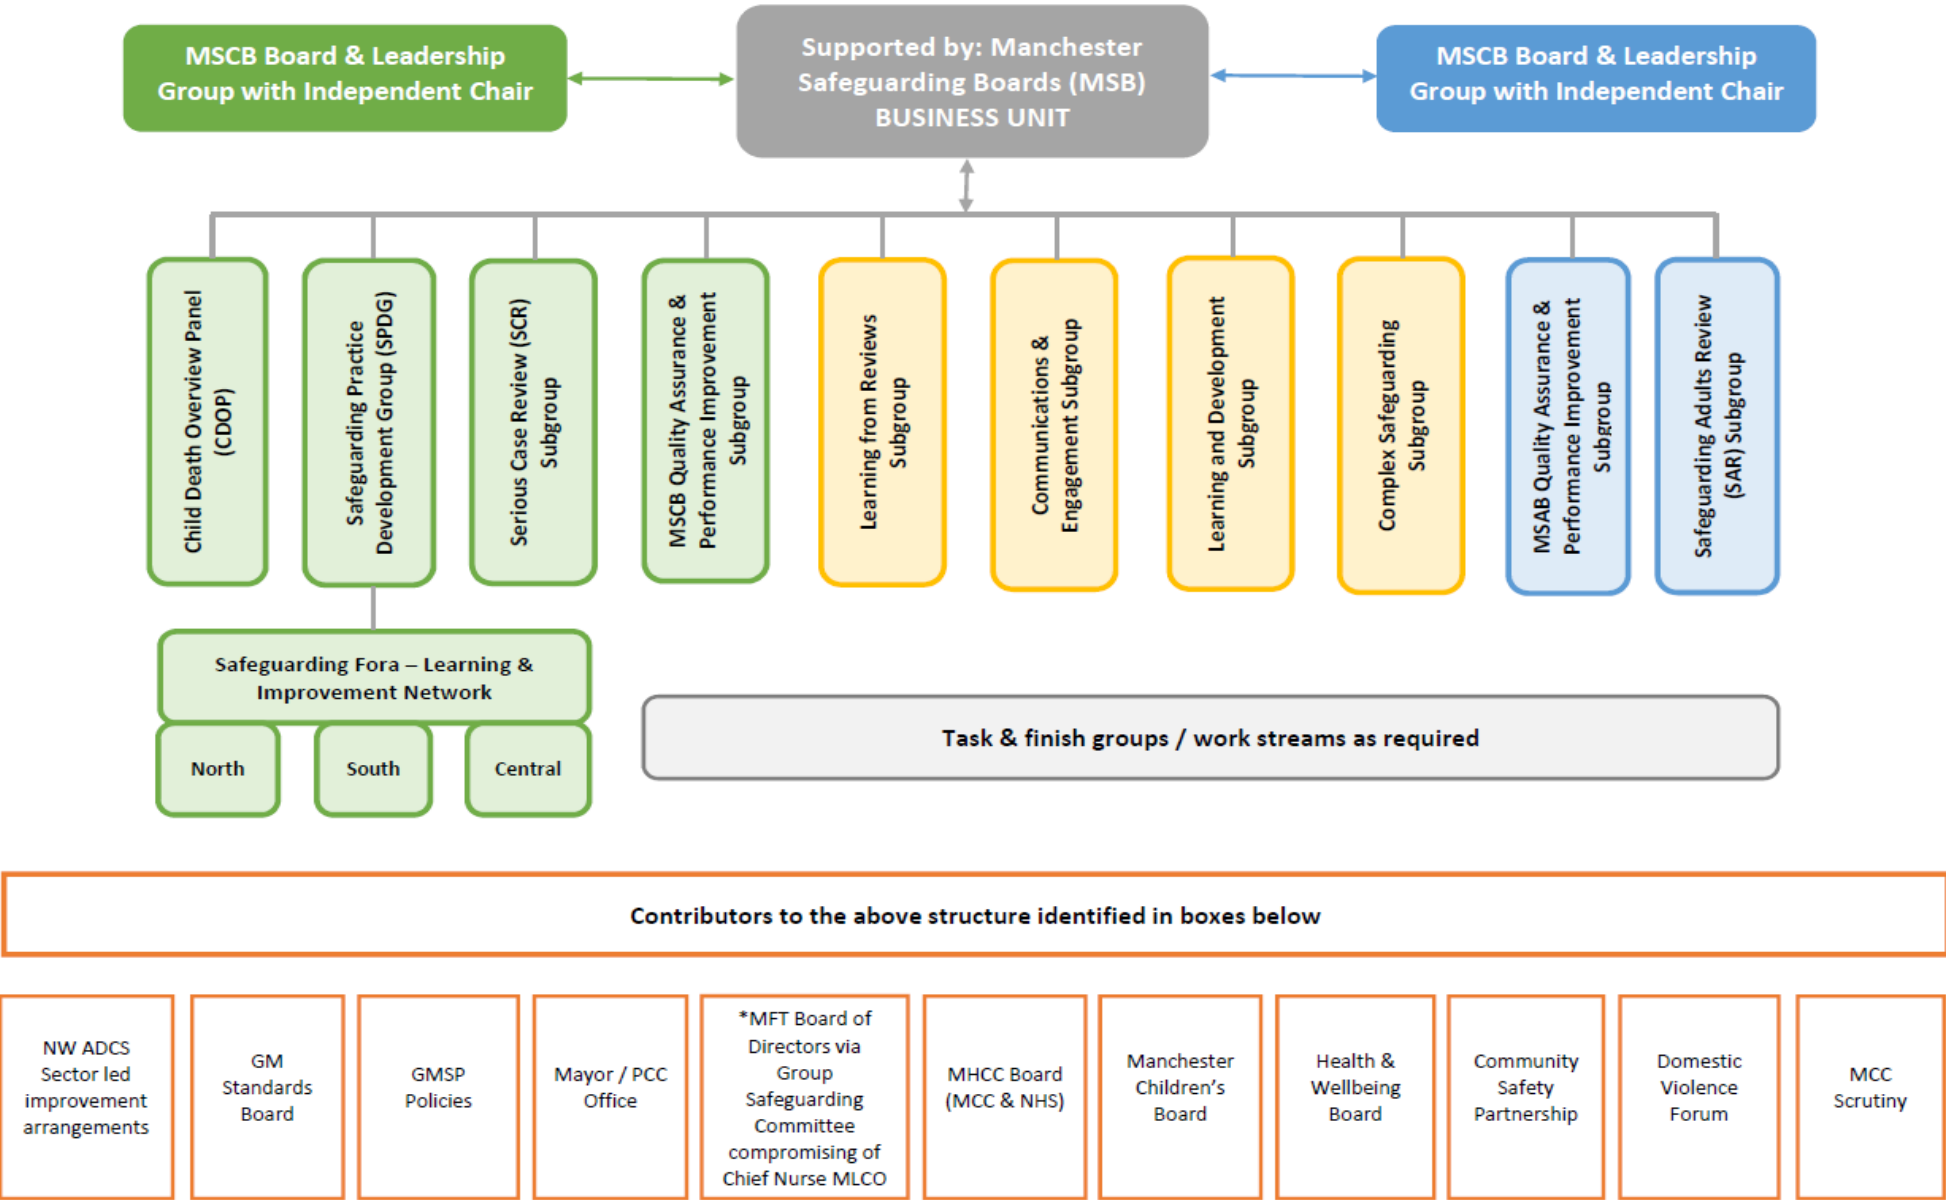 MSCB Board & Leadership
Group with Independent Chair
Supported by: Manchester
Safeguarding Boards (MSB)
BUSINESS UNIT
MSCB Board & Leadership
Group with Independent Chair
Child Death Overview Panel
(CDOP)
Safeguarding Practice
Development Group (SPDG)
Serious Case Review (SCR)
Subgroup
MSCB Quality Assurance &
Performance Improvement
Subgroup
Learning from Reviews
Subgroup
Communications &
Engagement Subgroup
Learning and Development
Subgroup
Complex Safeguarding
Subgroup
MSAB Quality Assurance &
Performance Improvement
Subgroup
Safeguarding Adults Review
(SAR) Subgroup
Safeguarding Fora – Learning &
Improvement Network
North
South
Central
Task & finish groups / work streams as required
Contributors to the above structure identified in boxes below
NW ADCS
Sector led
improvement
arrangements
GM
Standards
Board
GMSP
Policies
Mayor / PCC
Office
*MFT Board of
Directors via
Group
Safeguarding
Committee
compromising of
Chief Nurse MLCO
MHCC Board
(MCC & NHS)
Manchester
Children’s
Board
Health &
Wellbeing
Board
Community
Safety
Partnership
Domestic
Violence
Forum
MCC
Scrutiny